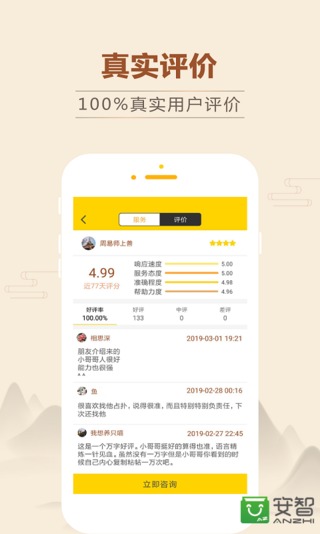 真实评价
100%真实用户评价
服务 评价
周易师上善
4.99
近77天评分
响应速度 5.00
服务态度 5.00
准确程度 4.98
帮助力度 4.96
好评率 好评 中评 差评
100.00% 133 0 0
相思深 2019-03-01 19:21
朋友介绍来的
小哥哥人很好
能力也很强
^^
鱼 2019-02-28 00:16
很喜欢找他占扑，说得很准，而且特别特别负责任，下
次还找他
我想养只喵 2019-02-27 22:45
这是一个万字好评。小哥哥挺好的算得也准，语言精
炼一针见血。虽然没有一万字但是小哥哥你看到的时
候自己内心复制粘帖一万次吧。
立即咨询
安智
ANZHI